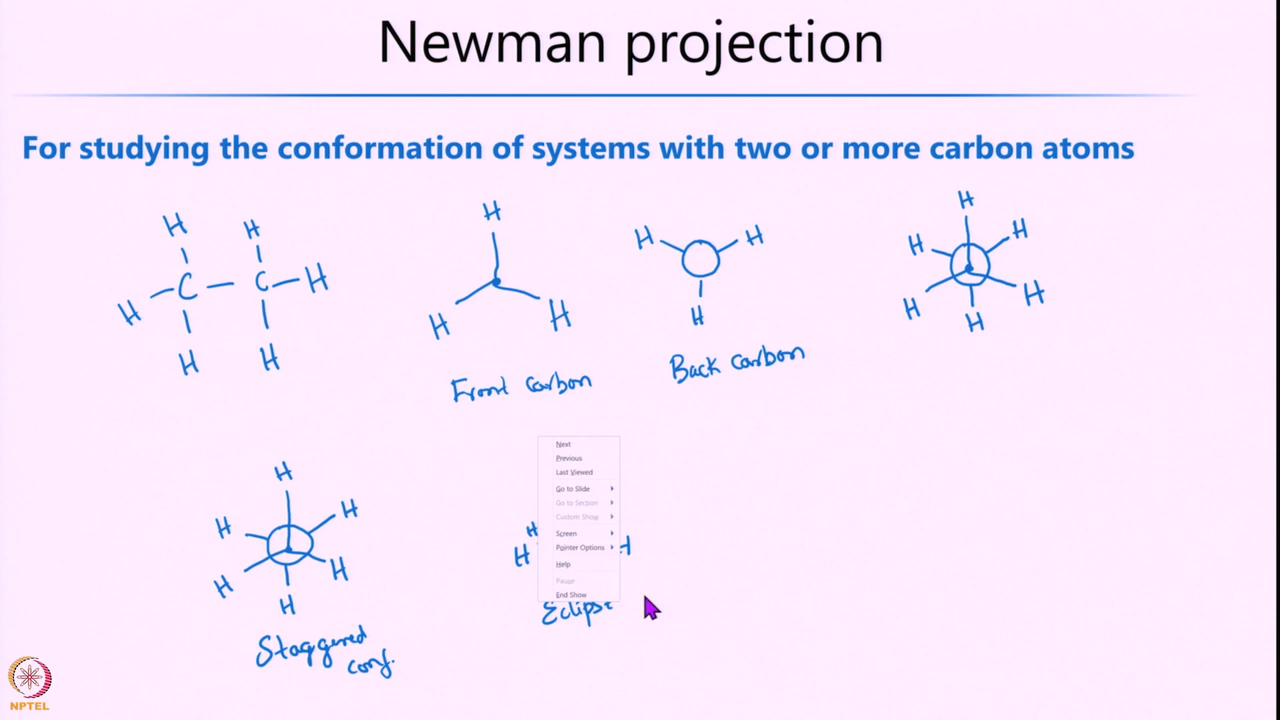 Newman projection
For studying the conformation of systems with two or more carbon atoms
H H
C C H
H
H H
H
H H
Front carbon
H H
H
Back carbon
H
H H
H H
H
H
H H
H H
H
Staggered
conf.
H
H H
Next
Previous
Last Viewed
Go to Slide
Go to Section
Custom Show
Screen
Pointer Options
Help
Pause
End Show
NPTEL